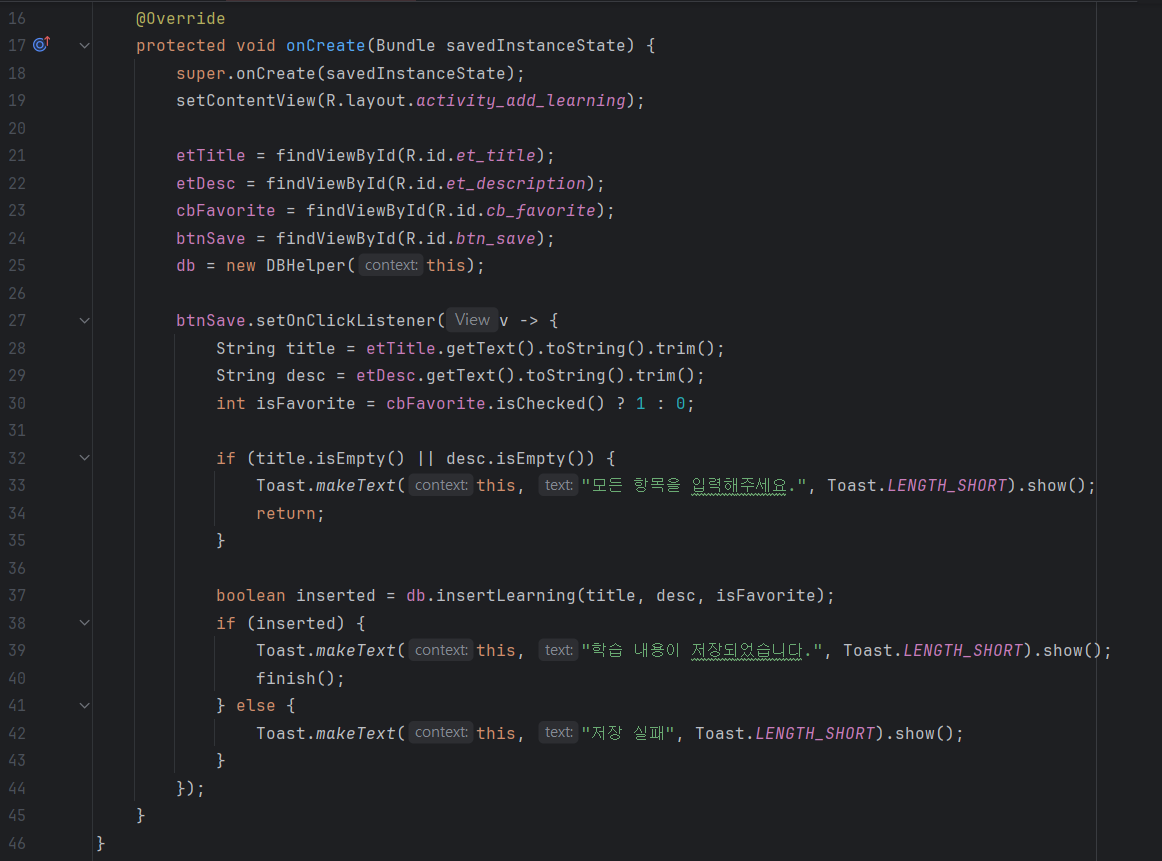 16 @Override
17 protected void onCreate(Bundle savedInstanceState) {
18 super.onCreate(savedInstanceState);
19 setContentView(R.layout.activity_add_learning);
20
21 etTitle = findViewById(R.id.et_title);
22 etDesc = findViewById(R.id.et_description);
23 cbFavorite = findViewById(R.id.cb_favorite);
24 btnSave = findViewById(R.id.btn_save);
25 db = new DBHelper( context: this);
26
27 btnSave.setOnClickListener( View v -> {
28 String title = etTitle.getText().toString().trim();
29 String desc = etDesc.getText().toString().trim();
30 int isFavorite = cbFavorite.isChecked() ? 1 : 0;
31
32 if (title.isEmpty() || desc.isEmpty()) {
33 Toast.makeText( context: this, text: "모든 항목을 입력해주세요.", Toast.LENGTH_SHORT).show();
34 return;
35 }
36
37 boolean inserted = db.insertLearning(title, desc, isFavorite);
38 if (inserted) {
39 Toast.makeText( context: this, text: "학습 내용이 저장되었습니다.", Toast.LENGTH_SHORT).show();
40 finish();
41 } else {
42 Toast.makeText( context: this, text: "저장 실패", Toast.LENGTH_SHORT).show();
43 }
44 });
45 }
46 }